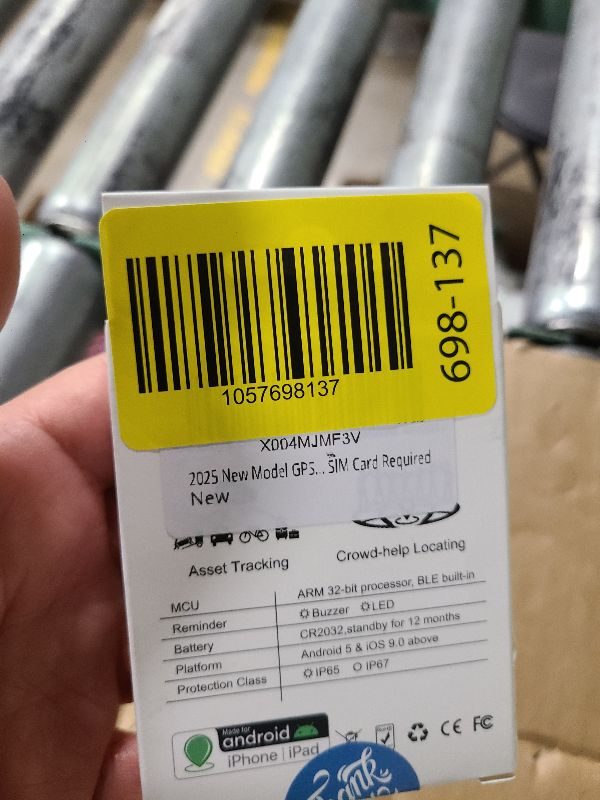 698-137
1057698137
X004MJMF3V
2025 New Model GPS... SIM Card Required
New
Asset Tracking
Crowd-help Locating
MCU ARM 32-bit processor, BLE built-in
Reminder Buzzer LED
Battery CR2032,standby for 12 months
Platform Android 5 & iOS 9.0 above
Protection Class IP65 IP67
Made for
android
iPhone | iPad
RoHS
CE FC
Thank